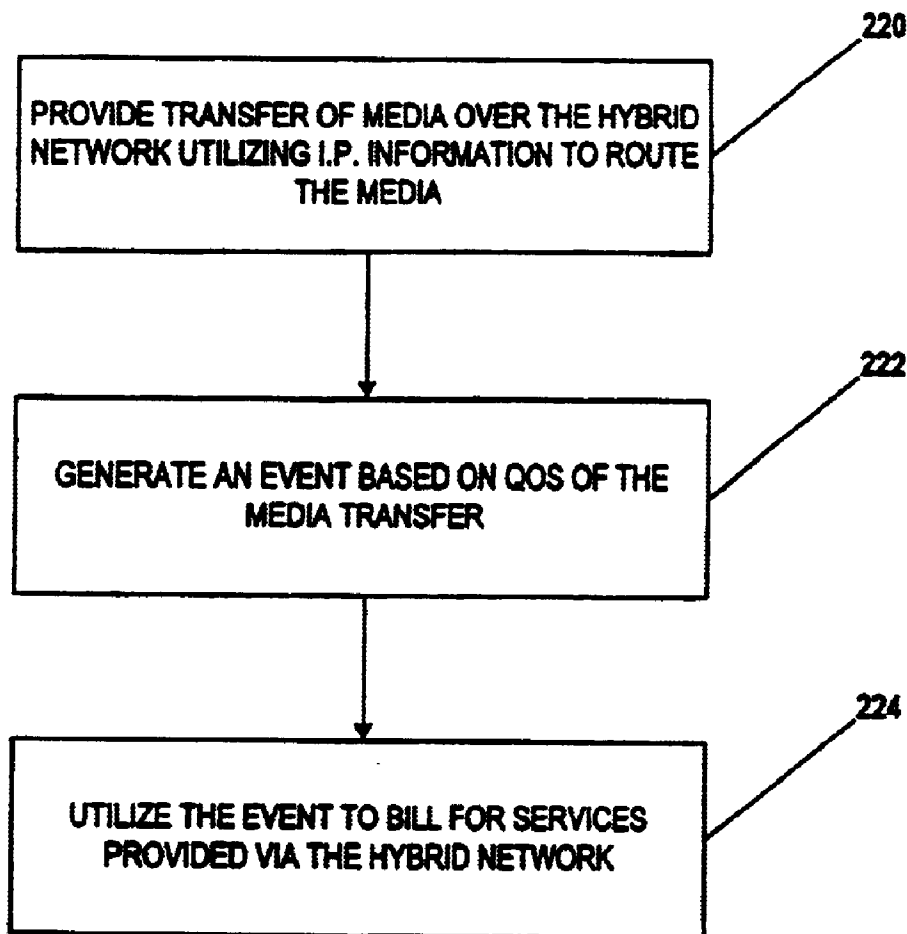 220
PROVIDE TRANSFER OF MEDIA OVER THE HYBRID
NETWORK UTILIZING I.P. INFORMATION TO ROUTE
THE MEDIA
222
GENERATE AN EVENT BASED ON QOS OF THE
MEDIA TRANSFER
224
UTILIZE THE EVENT TO BILL FOR SERVICES
PROVIDED VIA THE HYBRID NETWORK